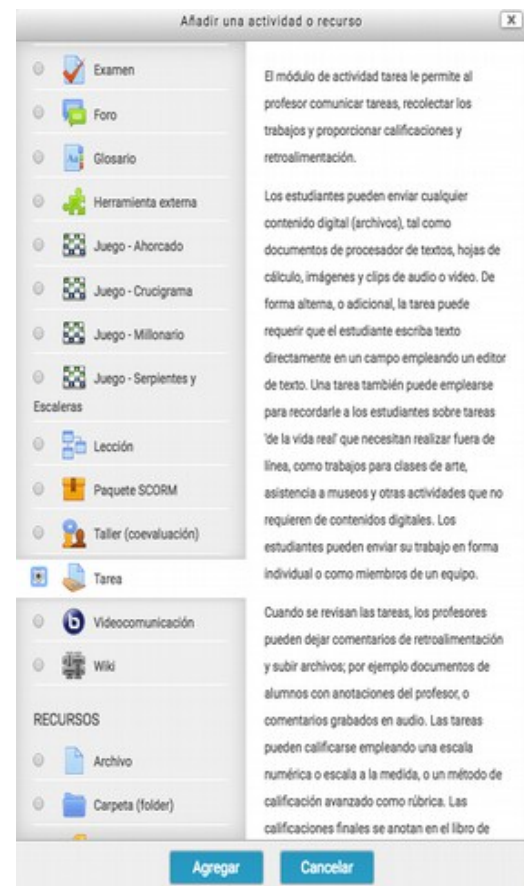 Añadir una actividad o recurso
x
Examen
Foro
Glosario
Herramienta externa
Juego - Ahorcado
Juego - Crucigrama
Juego - Millonario
Juego - Serpientes y
Escaleras
Lección
Paquete SCORM
Taller (coevaluación)
Tarea
Videocomunicación
Wiki
RECURSOS
Archivo
Carpeta (folder)
El módulo de actividad tarea le permite al
profesor comunicar tareas, recolectar los
trabajos y proporcionar calificaciones y
retroalimentación.
Los estudiantes pueden enviar cualquier
contenido digital (archivos), tal como
documentos de procesador de textos, hojas de
cálculo, imágenes y clips de audio o video. De
forma alterna, o adicional, la tarea puede
requerir que el estudiante escriba texto
directamente en un campo empleando un editor
de texto. Una tarea también puede emplearse
para recordarle a los estudiantes sobre tareas
'de la vida real' que necesitan realizar fuera de
línea, como trabajos para clases de arte,
asistencia a museos y otras actividades que no
requieren de contenidos digitales. Los
estudiantes pueden enviar su trabajo en forma
individual o como miembros de un equipo.
Cuando se revisan las tareas, los profesores
pueden dejar comentarios de retroalimentación
y subir archivos; por ejemplo documentos de
alumnos con anotaciones del profesor, o
comentarios grabados en audio. Las tareas
pueden calificarse empleando una escala
numérica o escala a la medida, o un método de
calificación avanzado como rúbrica. Las
calificaciones finales se anotan en el libro de
Agregar
Cancelar